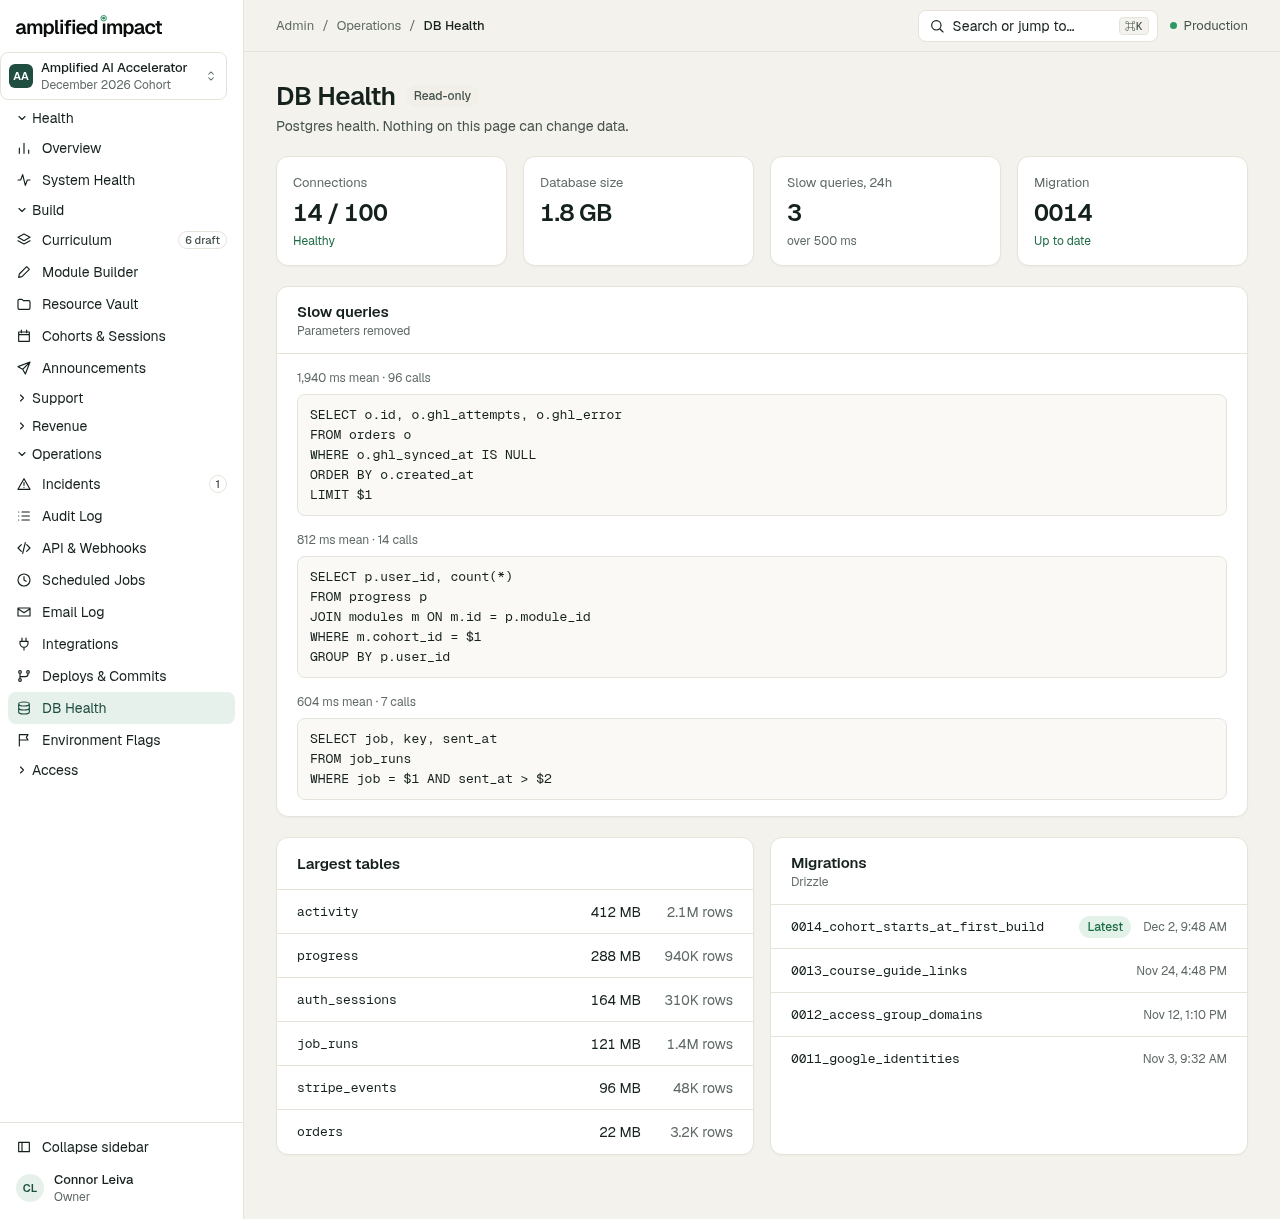 amplified impact
AA
Amplified AI Accelerator
December 2026 Cohort
Health
Overview
System Health
Build
Curriculum 6 draft
Module Builder
Resource Vault
Cohorts & Sessions
Announcements
Support
Revenue
Operations
Incidents 1
Audit Log
API & Webhooks
Scheduled Jobs
Email Log
Integrations
Deploys & Commits
DB Health
Environment Flags
Access
Collapse sidebar
CL
Connor Leiva
Owner
Admin / Operations / DB Health
Search or jump to... ⌘K
Production
DB Health Read-only
Postgres health. Nothing on this page can change data.
Connections
14 / 100
Healthy
Database size
1.8 GB
Slow queries, 24h
3
over 500 ms
Migration
0014
Up to date
Slow queries
Parameters removed
1,940 ms mean · 96 calls
SELECT o.id, o.ghl_attempts, o.ghl_error
FROM orders o
WHERE o.ghl_synced_at IS NULL
ORDER BY o.created_at
LIMIT $1
812 ms mean · 14 calls
SELECT p.user_id, count(*)
FROM progress p
JOIN modules m ON m.id = p.module_id
WHERE m.cohort_id = $1
GROUP BY p.user_id
604 ms mean · 7 calls
SELECT job, key, sent_at
FROM job_runs
WHERE job = $1 AND sent_at > $2
Largest tables
activity 412 MB 2.1M rows
progress 288 MB 940K rows
auth_sessions 164 MB 310K rows
job_runs 121 MB 1.4M rows
stripe_events 96 MB 48K rows
orders 22 MB 3.2K rows
Migrations
Drizzle
0014_cohort_starts_at_first_build Latest Dec 2, 9:48 AM
0013_course_guide_links Nov 24, 4:48 PM
0012_access_group_domains Nov 12, 1:10 PM
0011_google_identities Nov 3, 9:32 AM